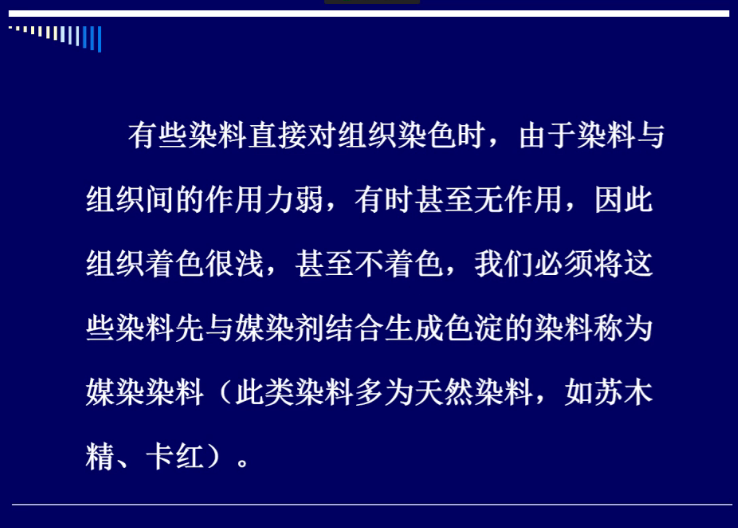 有些染料直接对组织染色时，由于染料与
组织间的作用力弱，有时甚至无作用，因此
组织着色很浅，甚至不着色，我们必须将这
些染料先与媒染剂结合生成色淀的染料称为
媒染染料（此类染料多为天然染料，如苏木
精、卡红）。